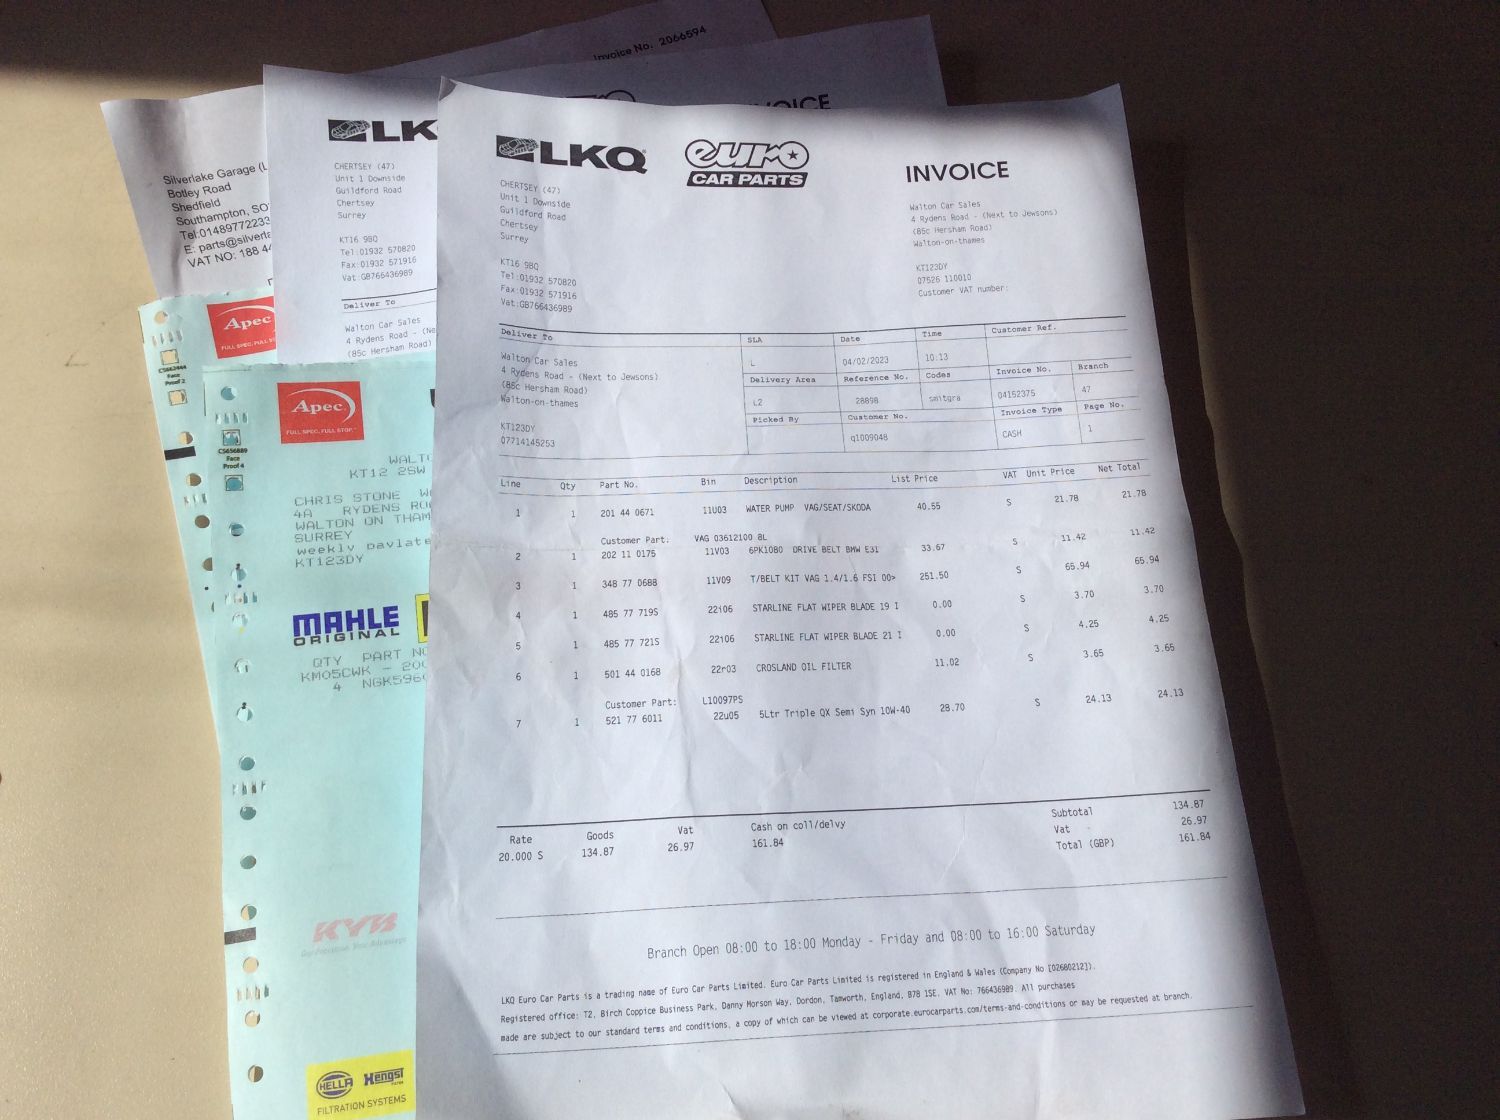 Invoice No. 2066594
Silverlake Garage (L
Botley Road
Shedfield
Southampton, SO
Tel:01489772233
E: parts@silverla
VAT NO: 188 44
VOICE
LKQ
CHERTSEY (47)
Unit 1 Downside
Guildford Road
Chertsey
Surrey
KT16 9BQ
Tel:01932 570820
Fax:01932 571916
Vat:GB766436989
Deliver To
Walton Car Sales
4 Rydens Road - (Ne
(85c Hersham Road)
Apec
FULL SPEC. FULL S
CS662444
Face
Proof 2
Apec
FULL SPEC. FULL STOP.
CS656889
Face
Proof 4
WALTO
KT12 2SW
CHRIS STONE W
4A RYDENS RO
WALTON ON THAM
SURREY
weekly pavlate
KT123DY
MAHLE
ORIGINAL
QTY PART NO
KM05CWK - 200
4 NGK5960
KYB
Our Precision, Your Advantage
HELLA Hengst
FILTRATION SYSTEMS
LKQ euro CAR PARTS
INVOICE
CHERTSEY (47)
Unit 1 Downside
Guildford Road
Chertsey
Surrey
KT16 9BQ
Tel:01932 570820
Fax:01932 571916
Vat:GB766436989
Walton Car Sales
4 Rydens Road - (Next to Jewsons)
(85c Hersham Road)
Walton-on-thames
KT123DY
07526 110010
Customer VAT number:
Deliver To
Walton Car Sales
4 Rydens Road - (Next to Jewsons)
(85c Hersham Road)
Walton-on-thames
KT123DY
07714145253
SLA Date Time Customer Ref.
L 04/02/2023 10:13
Delivery Area Reference No. Codes Invoice No. Branch
L2 28898 smitgra 04152375 47
Picked By Customer No. Invoice Type Page No.
q1009048 CASH 1
Line Qty Part No. Bin Description List Price VAT Unit Price Net Total
1 1 201 44 0671 11U03 WATER PUMP VAG/SEAT/SKODA 40.55 S 21.78 21.78
Customer Part: VAG 03612100 8L
2 1 202 11 0175 11V03 6PK1080 DRIVE BELT BMW E31 33.67 S 11.42 11.42
3 1 348 77 0688 11V09 T/BELT KIT VAG 1.4/1.6 FSI 00> 251.50 S 65.94 65.94
4 1 485 77 719S 22i06 STARLINE FLAT WIPER BLADE 19 I 0.00 S 3.70 3.70
5 1 485 77 721S 22i06 STARLINE FLAT WIPER BLADE 21 I 0.00 S 4.25 4.25
6 1 501 44 0168 22r03 CROSLAND OIL FILTER 11.02 S 3.65 3.65
Customer Part: L10097PS
7 1 521 77 6011 22u05 5Ltr Triple QX Semi Syn 10W-40 28.70 S 24.13 24.13
Rate Goods Vat Cash on coll/delvy
20.000 S 134.87 26.97 161.84
Subtotal 134.87
Vat 26.97
Total (GBP) 161.84
Branch Open 08:00 to 18:00 Monday - Friday and 08:00 to 16:00 Saturday
LKQ Euro Car Parts is a trading name of Euro Car Parts Limited. Euro Car Parts Limited is registered in England & Wales (Company No [02680212]).
Registered office: T2, Birch Coppice Business Park, Danny Morson Way, Dordon, Tamworth, England, B78 1SE. VAT No: 766436989. All purchases
made are subject to our standard terms and conditions, a copy of which can be viewed at corporate.eurocarparts.com/terms-and-conditions or may be requested at branch.